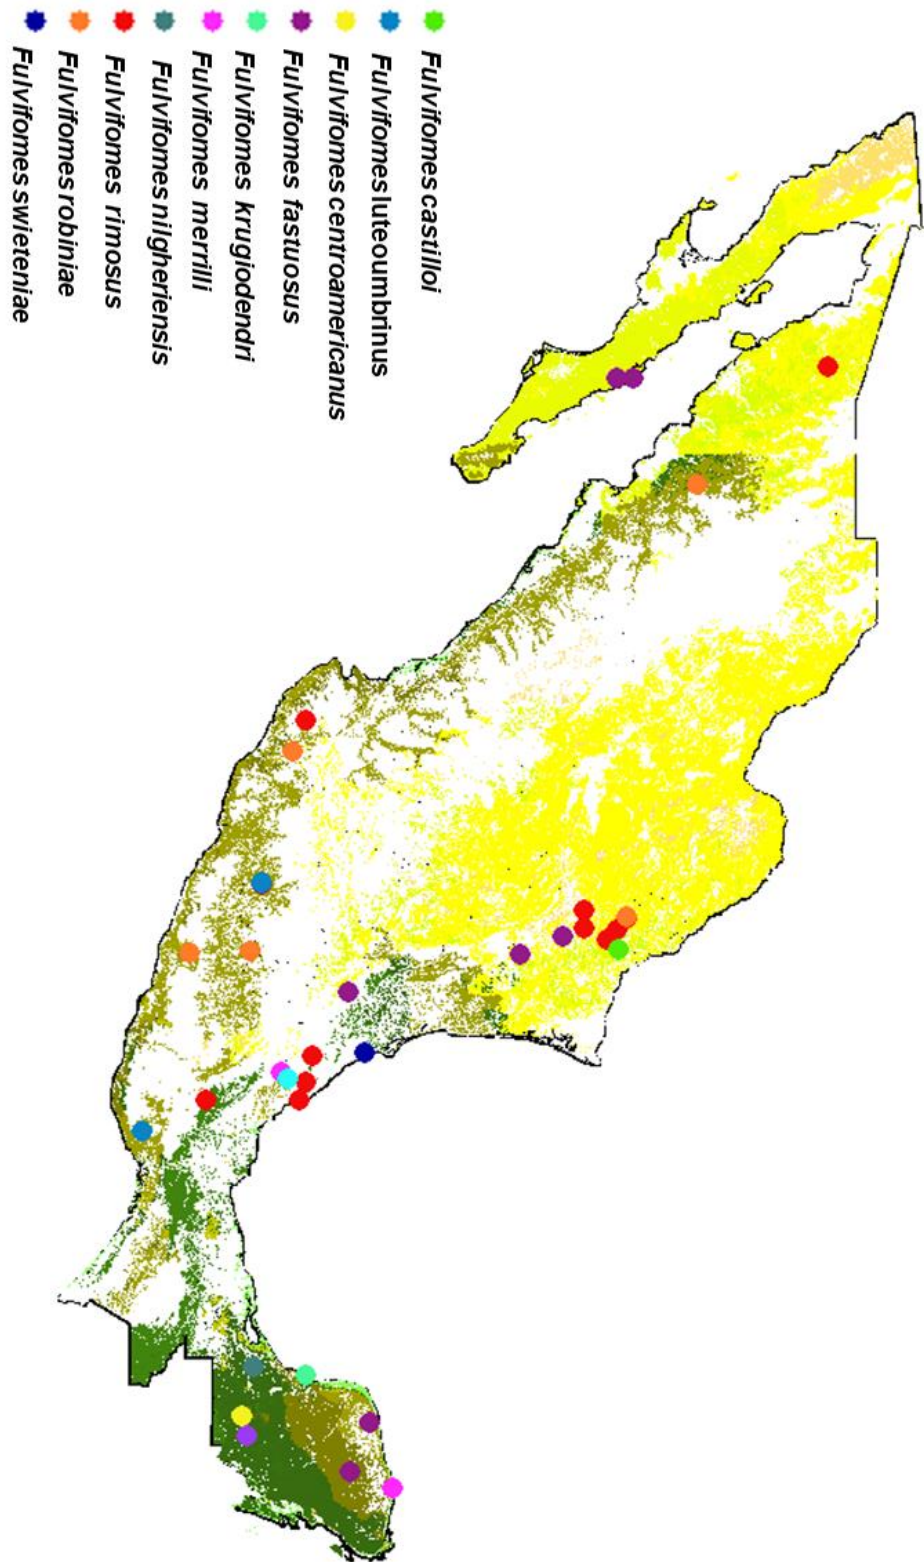 Fulvifomes castilloi
Fulvifomes luteoumbrinus
Fulvifomes centroamericanus
Fulvifomes fastuosus
Fulvifomes krugiodendri
Fulvifomes merrilli
Fulvifomes nilgheriensis
Fulvifomes rimosus
Fulvifomes robiniae
Fulvifomes swieteniae